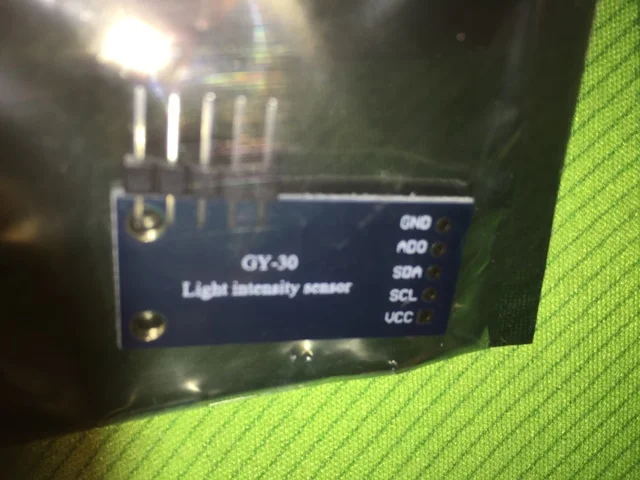 GY-30
Light intensity sensor
GND
ADO
SDA
SCL
VCC